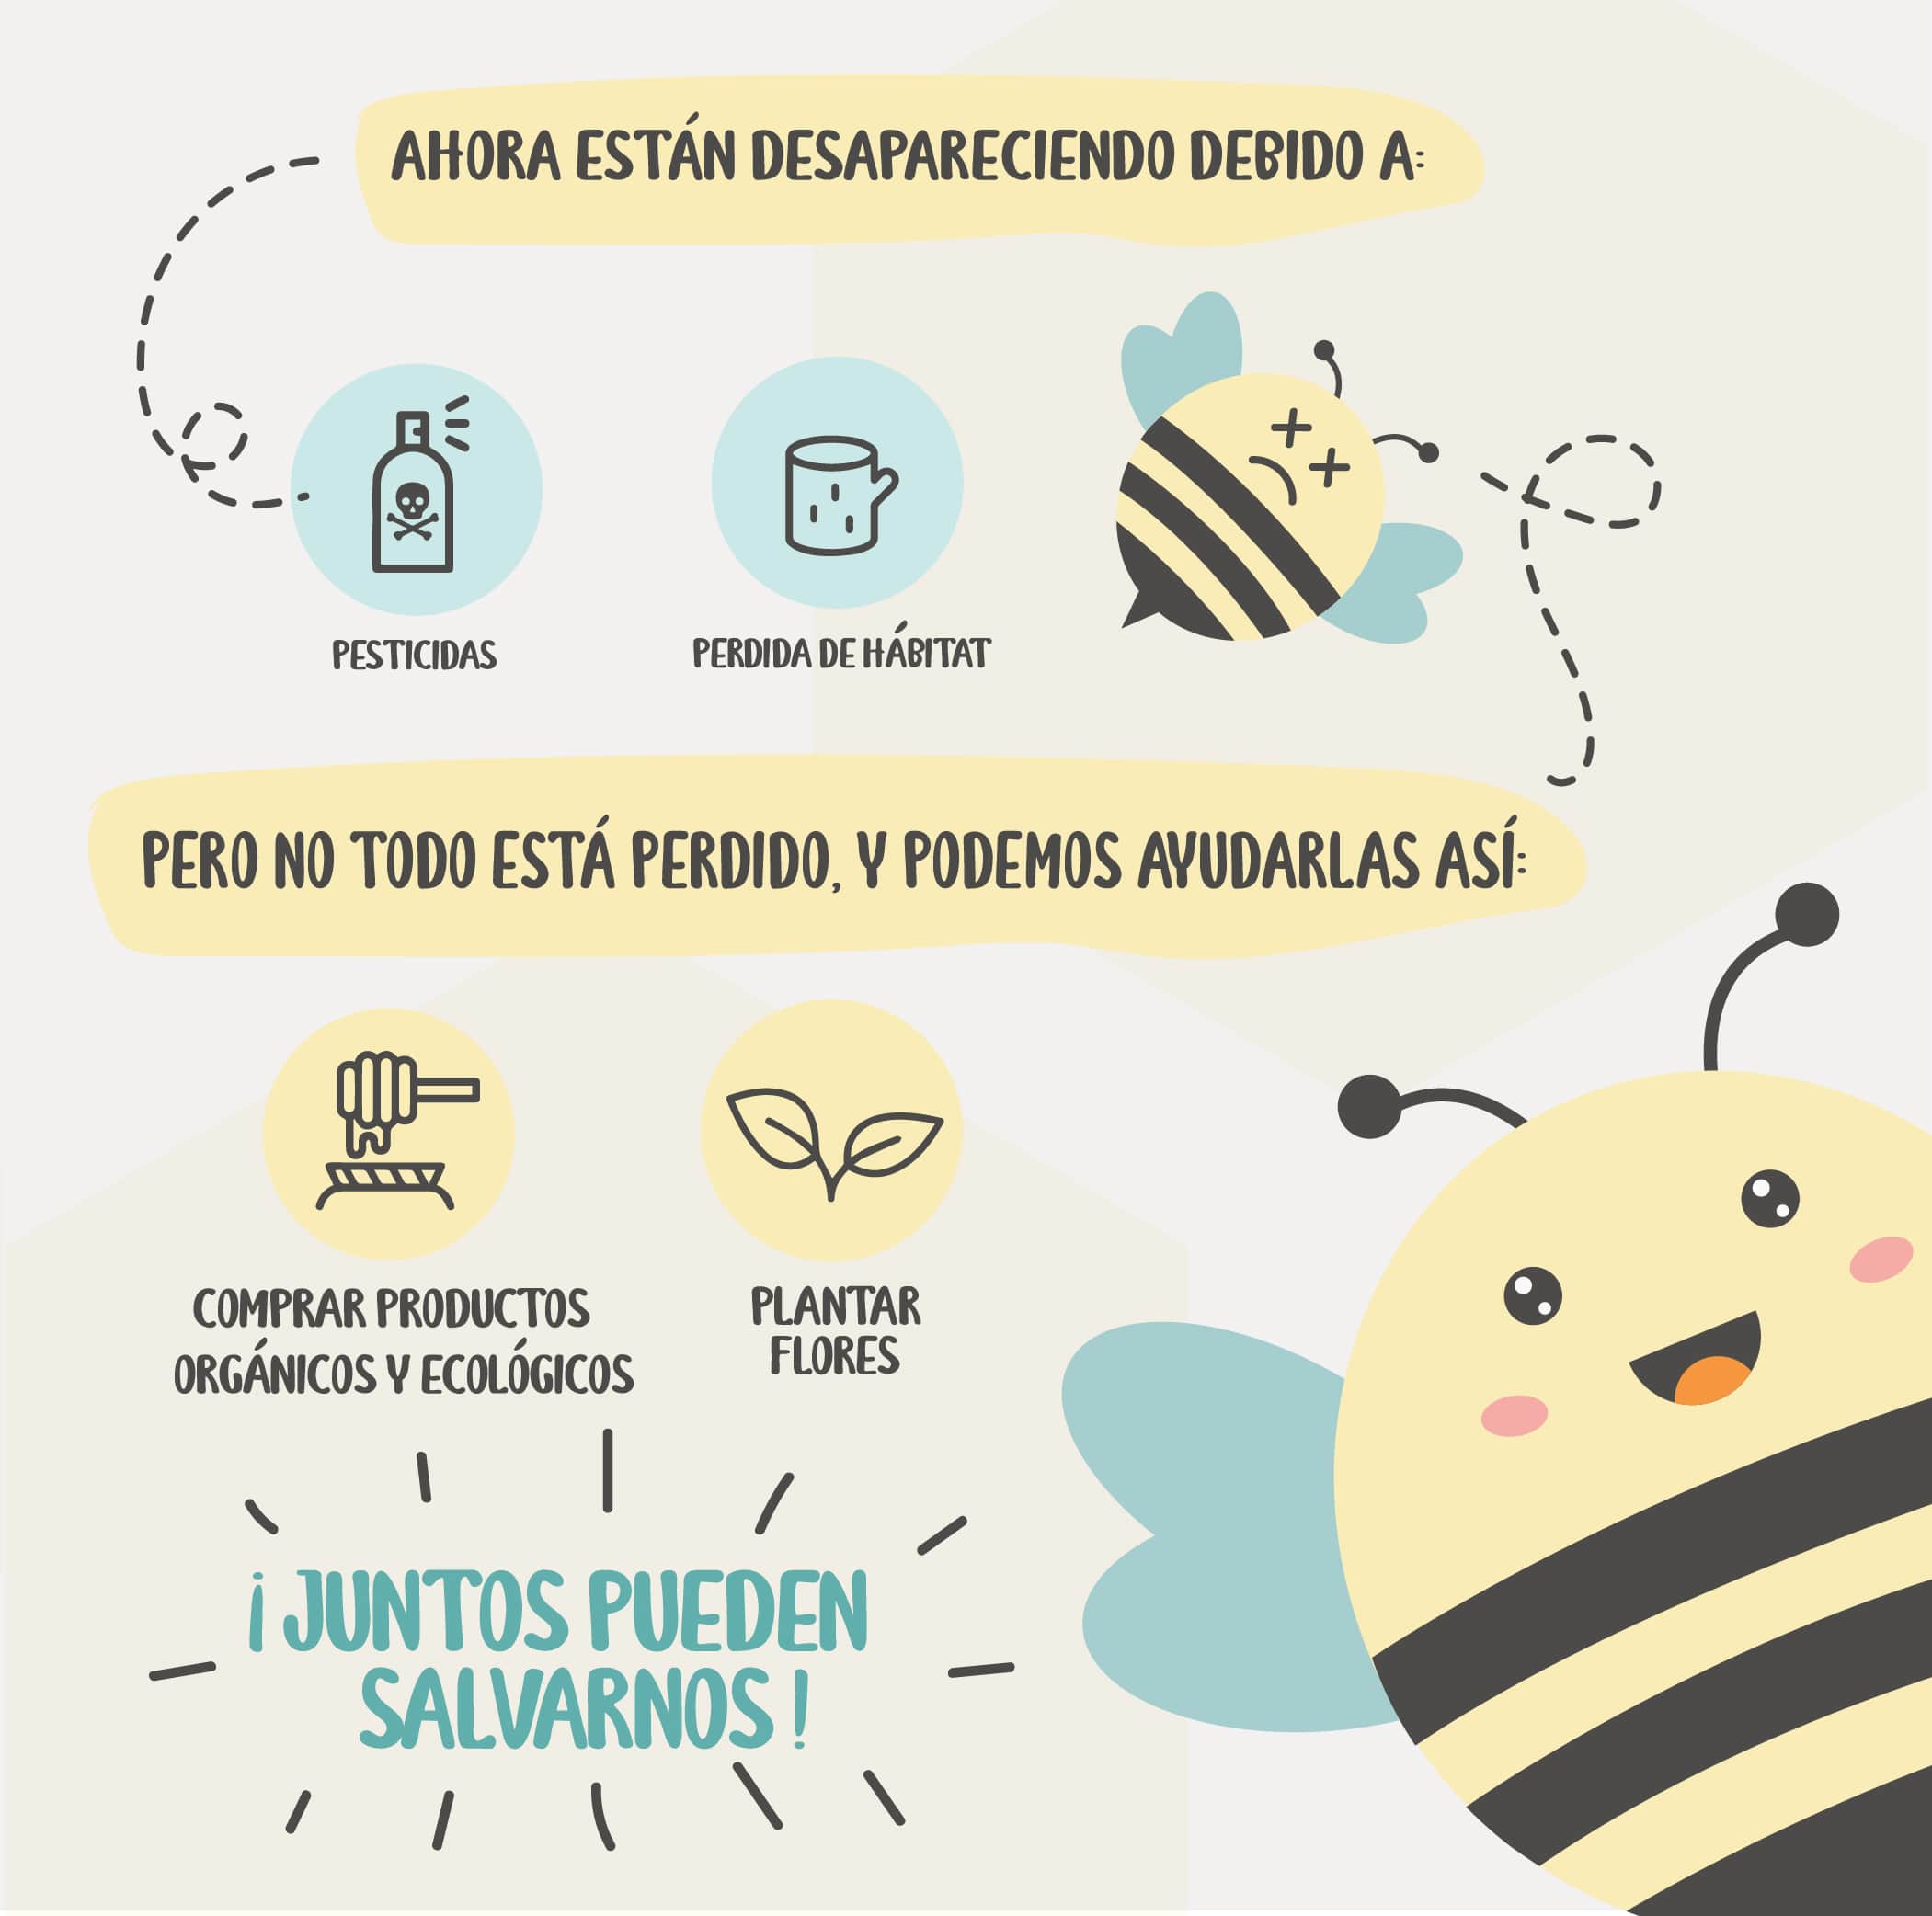 AHORA ESTÁN DESAPARECIENDO DEBIDO A:
PESTICIDAS
PERDIDA DE HÁBITAT
PERO NO TODO ESTÁ PERDIDO, Y PODEMOS AYUDARLAS ASÍ:
COMPRAR PRODUCTOS
ORGÁNICOS Y ECOLÓGICOS
PLANTAR
FLORES
¡JUNTOS PUEDEN
SALVARNOS!